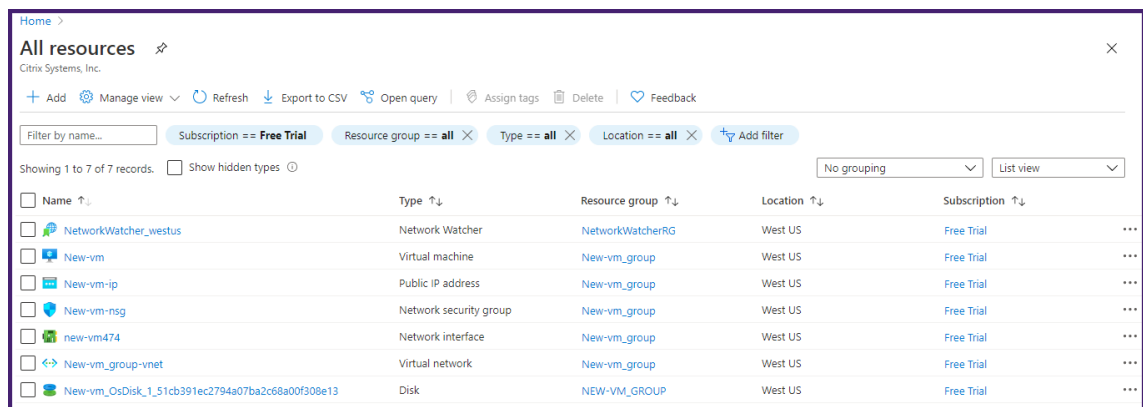 Home >
All resources
Citrix Systems, Inc.
Add Manage view Refresh Export to CSV Open query Assign tags Delete Feedback
Filter by name... Subscription == Free Trial Resource group == all Type == all Location == all Add filter
Showing 1 to 7 of 7 records. Show hidden types No grouping List view
Name Type Resource group Location Subscription
NetworkWatcher_westus Network Watcher NetworkWatcherRG West US Free Trial
New-vm Virtual machine New-vm_group West US Free Trial
New-vm-ip Public IP address New-vm_group West US Free Trial
New-vm-nsg Network security group New-vm_group West US Free Trial
new-vm474 Network interface New-vm_group West US Free Trial
New-vm_group-vnet Virtual network New-vm_group West US Free Trial
New-vm_OsDisk_1_51cb391ec2794a07ba2c68a00f308e13 Disk NEW-VM_GROUP West US Free Trial